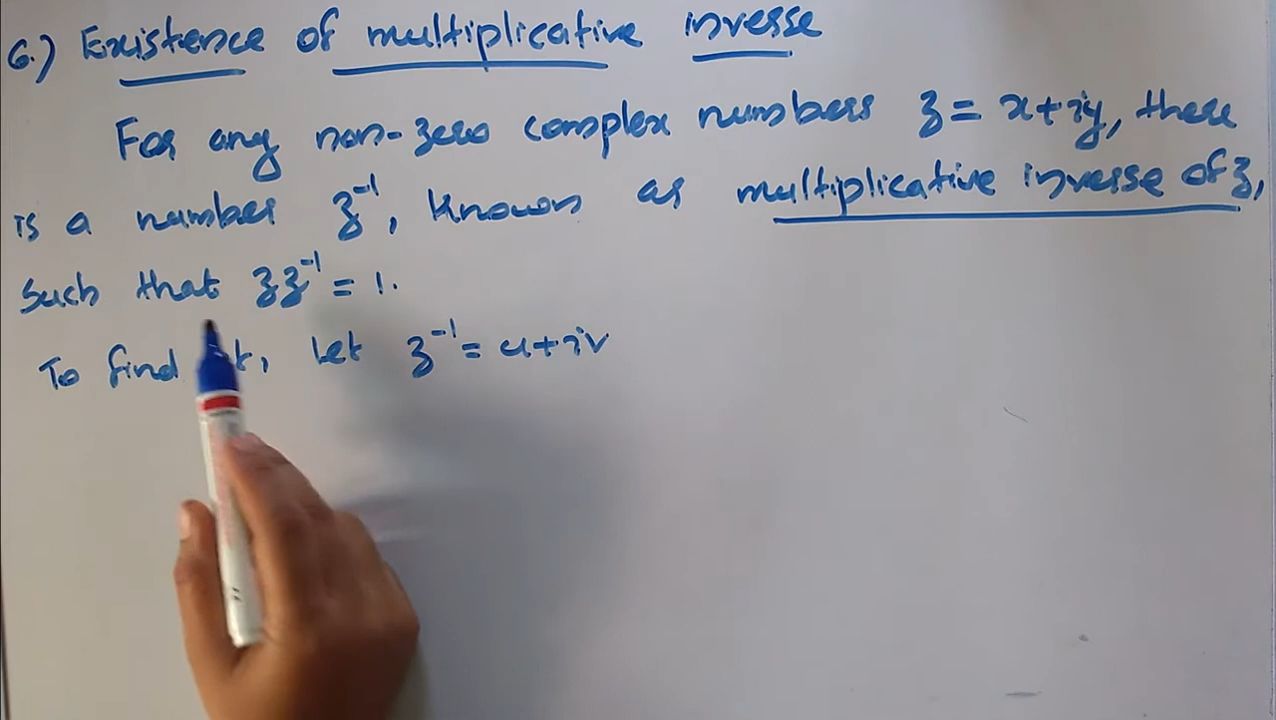 6.) Existence of multiplicative inverse
For any non-zero complex numbers z = x+iy, there
is a number z⁻¹, known as multiplicative inverse of z,
such that zz⁻¹ = 1.
To find t, let z⁻¹ = u+iv